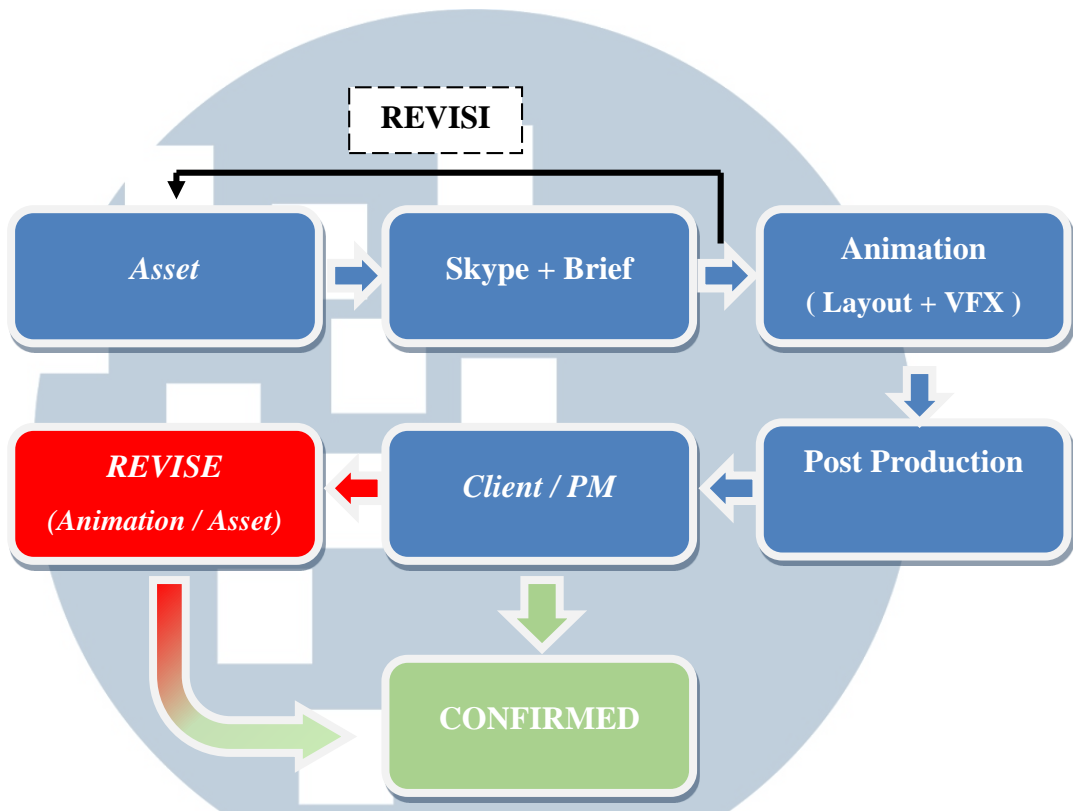 REVISI
Asset
Skype + Brief
Animation
( Layout + VFX )
REVISE
(Animation / Asset)
Client / PM
Post Production
CONFIRMED